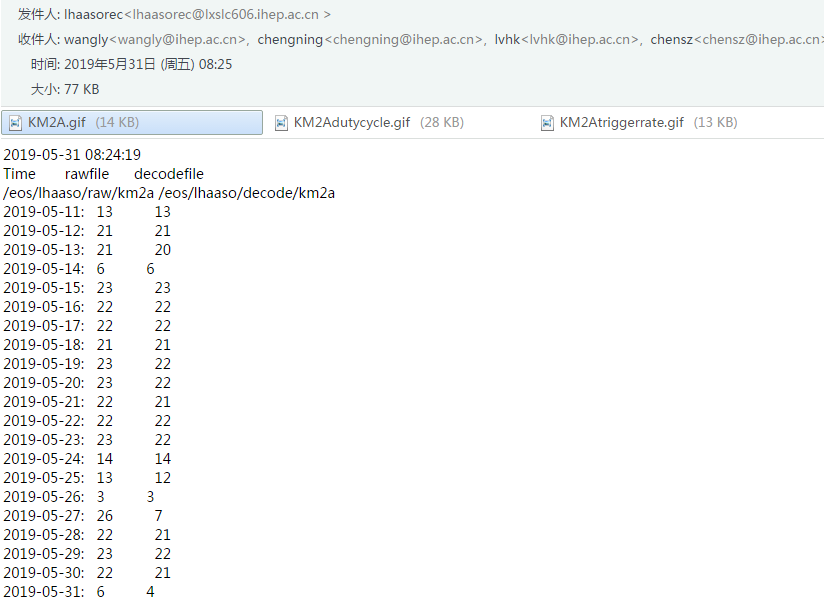 发件人: lhaasorec<lhaasorec@lxslc606.ihep.ac.cn >
收件人: wangly<wangly@ihep.ac.cn>, chengning<chengning@ihep.ac.cn>, lvhk<lvhk@ihep.ac.cn>, chensz<chensz@ihep.ac.cn>
时间: 2019年5月31日 (周五) 08:25
大小: 77 KB
KM2A.gif (14 KB) KM2Adutycycle.gif (28 KB) KM2Atriggerrate.gif (13 KB)
2019-05-31 08:24:19
Time rawfile decodefile
/eos/lhaaso/raw/km2a /eos/lhaaso/decode/km2a
2019-05-11: 13 13
2019-05-12: 21 21
2019-05-13: 21 20
2019-05-14: 6 6
2019-05-15: 23 23
2019-05-16: 22 22
2019-05-17: 22 22
2019-05-18: 21 21
2019-05-19: 23 22
2019-05-20: 23 22
2019-05-21: 22 21
2019-05-22: 22 22
2019-05-23: 23 22
2019-05-24: 14 14
2019-05-25: 13 12
2019-05-26: 3 3
2019-05-27: 26 7
2019-05-28: 22 21
2019-05-29: 23 22
2019-05-30: 22 21
2019-05-31: 6 4